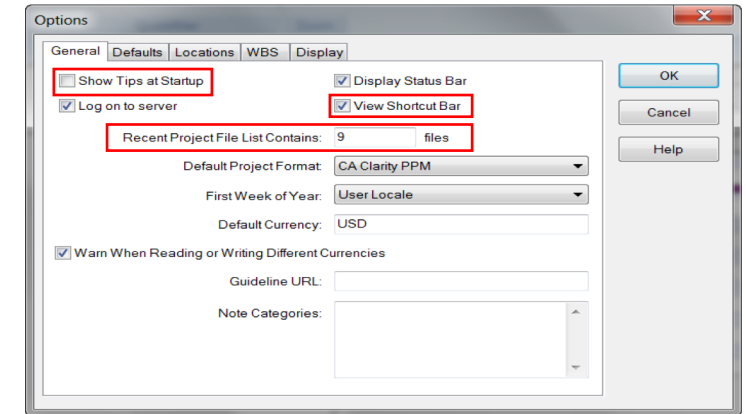 Options
General Defaults Locations WBS Display
Show Tips at Startup Display Status Bar OK
Log on to server View Shortcut Bar Cancel
Recent Project File List Contains: 9 files Help
Default Project Format: CA Clarity PPM
First Week of Year: User Locale
Default Currency: USD
Warn When Reading or Writing Different Currencies
Guideline URL:
Note Categories: